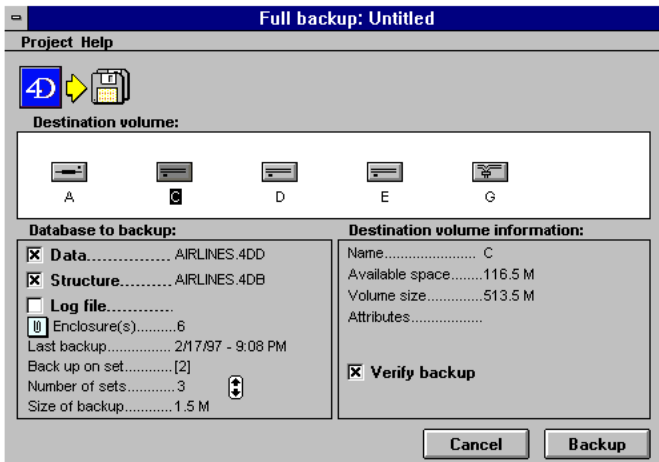 Full backup: Untitled
Project Help
4D
Destination volume:
A C D E G
Database to backup:
Data............... AIRLINES.4DD
Structure.......... AIRLINES.4DB
Log file............
Enclosure(s).........6
Last backup............... 2/17/97 - 9:08 PM
Back up on set...........[2]
Number of sets...........3
Size of backup...........1.5 M
Destination volume information:
Name...................... C
Available space.......116.5 M
Volume size.............513.5 M
Attributes.................
Verify backup
Cancel Backup